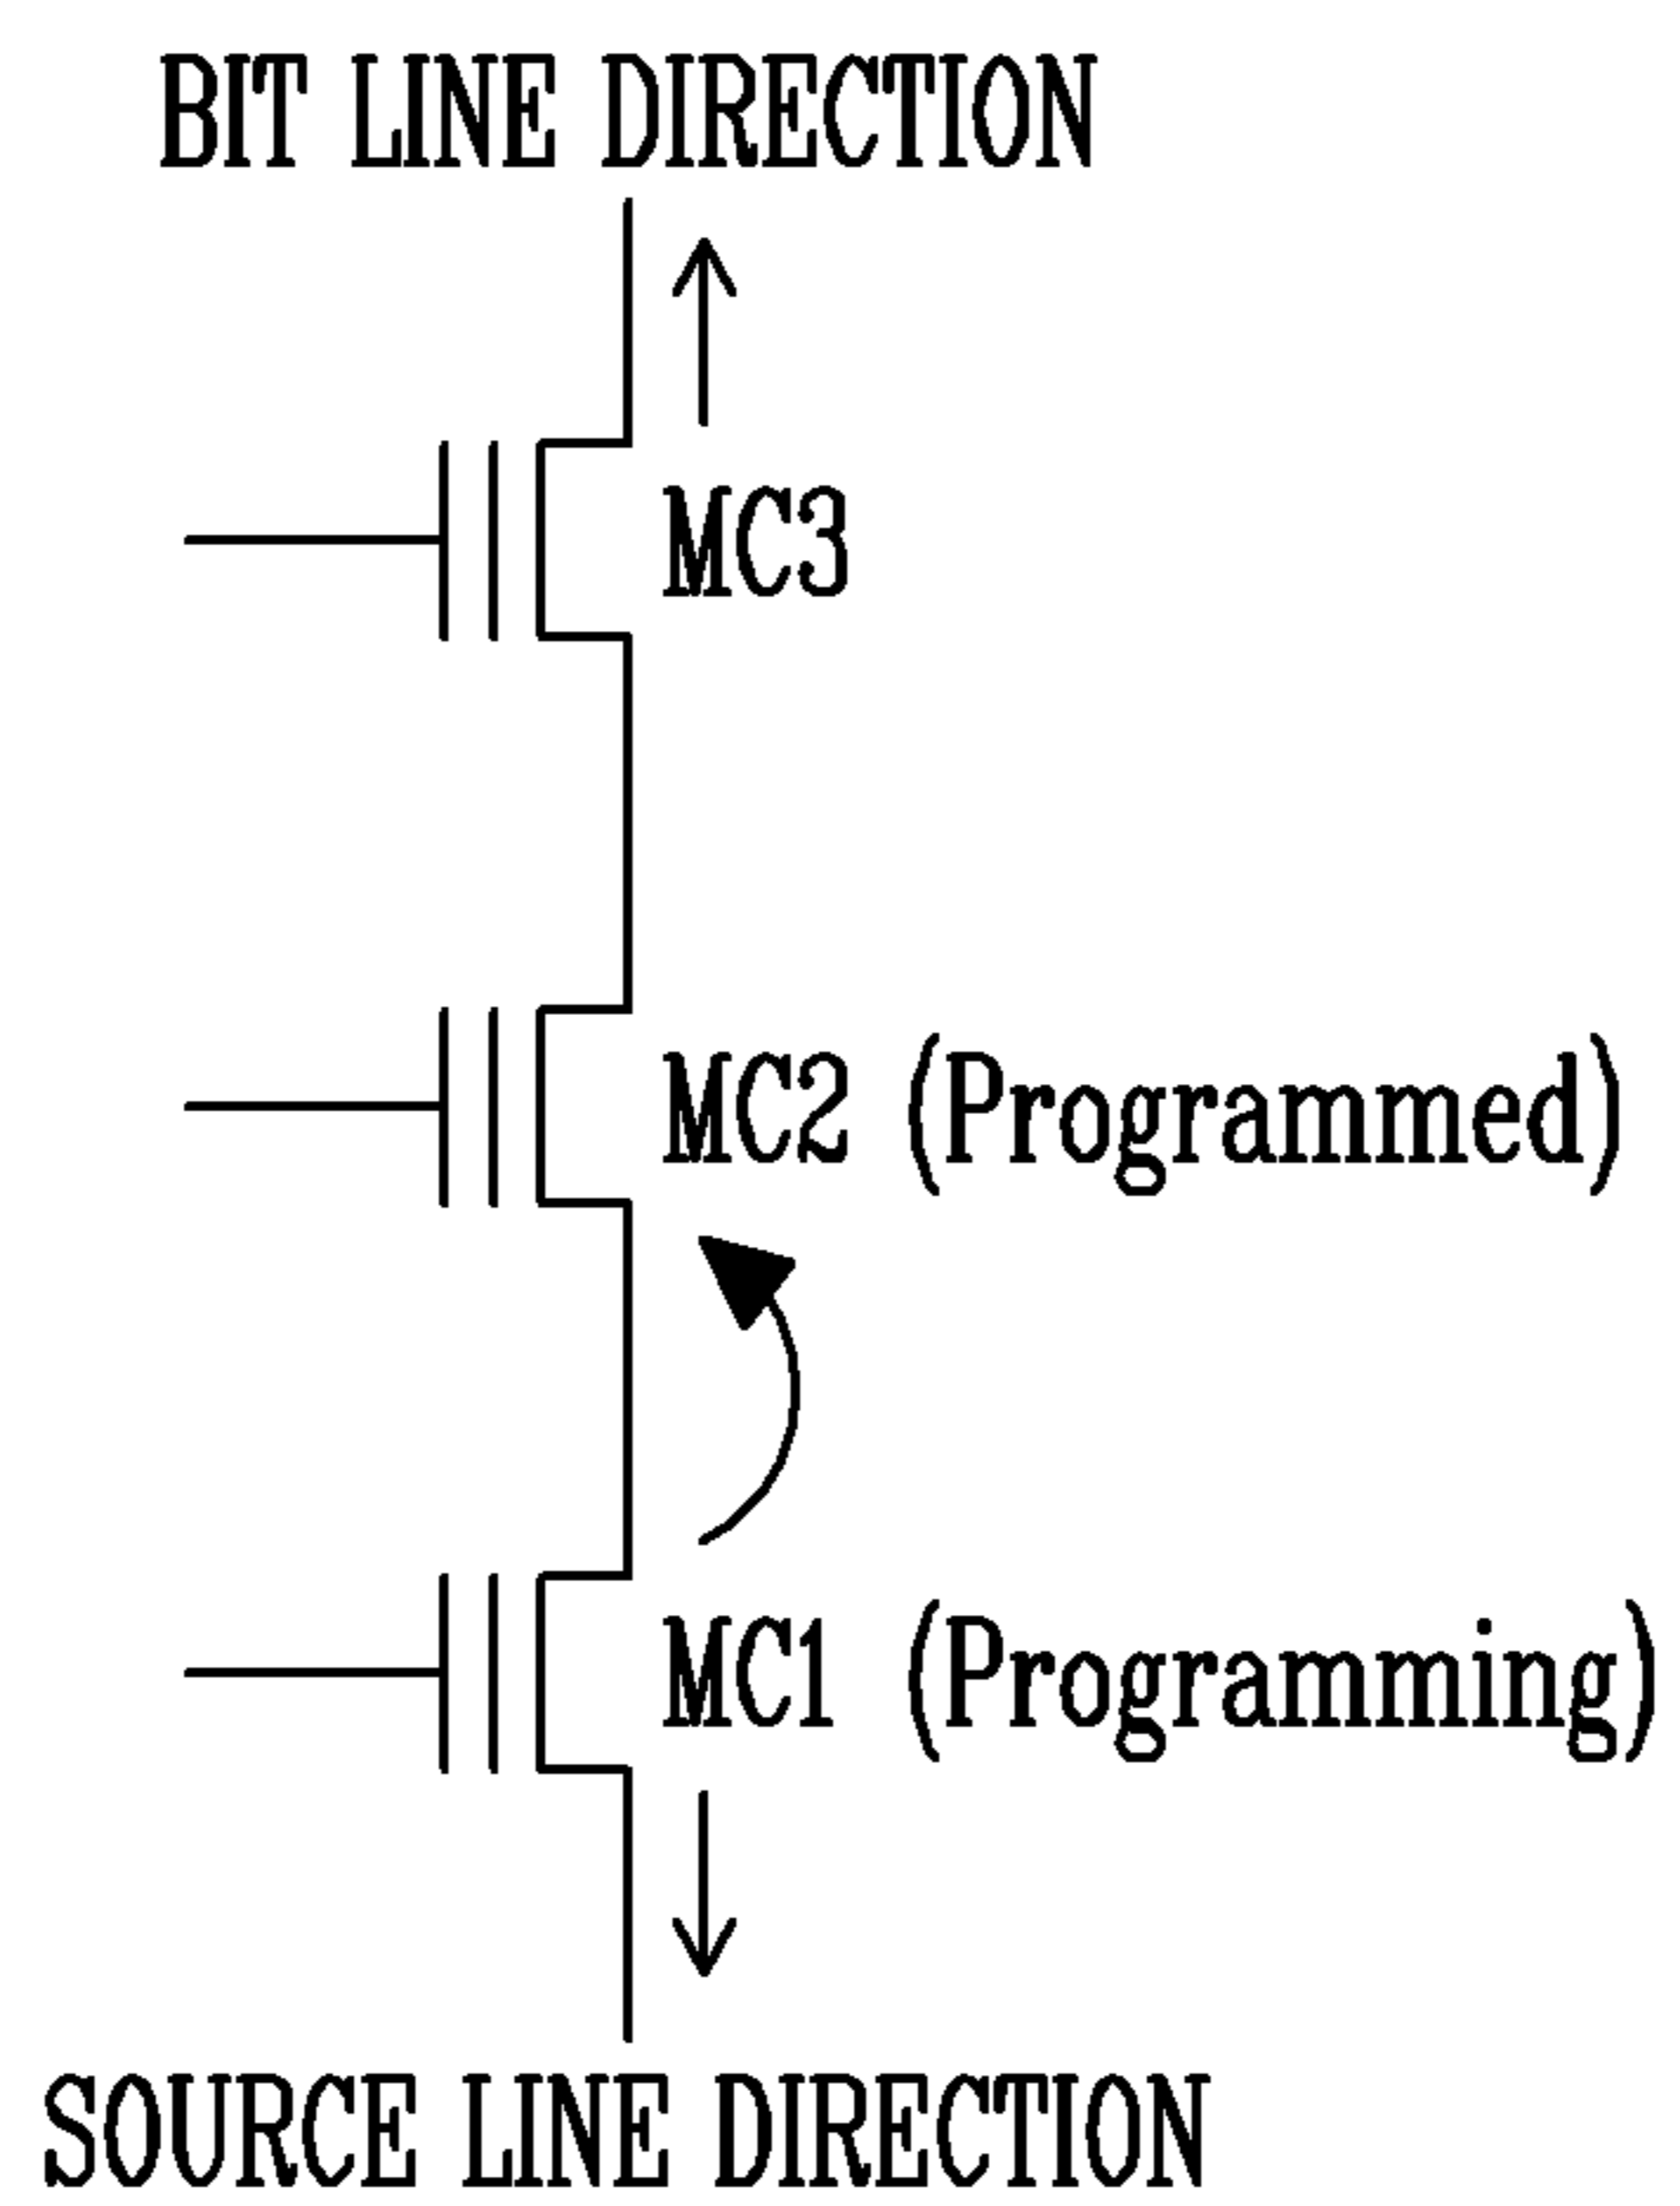 BIT LINE DIRECTION
MC3
MC2 (Programmed)
MC1 (Programming)
SOURCE LINE DIRECTION